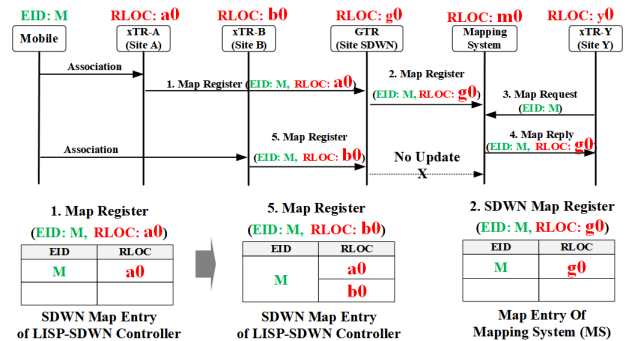 EID: M
RLOC: a0
RLOC: b0
RLOC: g0
RLOC: m0
RLOC: y0
Mobile
xTR-A
(Site A)
xTR-B
(Site B)
GTR
(Site SDWN)
Mapping
System
xTR-Y
(Site Y)
Association
1. Map Register (EID: M, RLOC: a0)
2. Map Register
(EID: M, RLOC: g0)
3. Map Request
(EID: M)
4. Map Reply
(EID: M, RLOC: g0)
Association
5. Map Register
(EID: M, RLOC: b0)
No Update
X
1. Map Register
(EID: M, RLOC: a0)
EID RLOC
M a0
SDWN Map Entry
of LISP-SDWN Controller
5. Map Register
(EID: M, RLOC: b0)
EID RLOC
M a0
b0
SDWN Map Entry
of LISP-SDWN Controller
2. SDWN Map Register
(EID: M, RLOC: g0)
EID RLOC
M g0
Map Entry Of
Mapping System (MS)